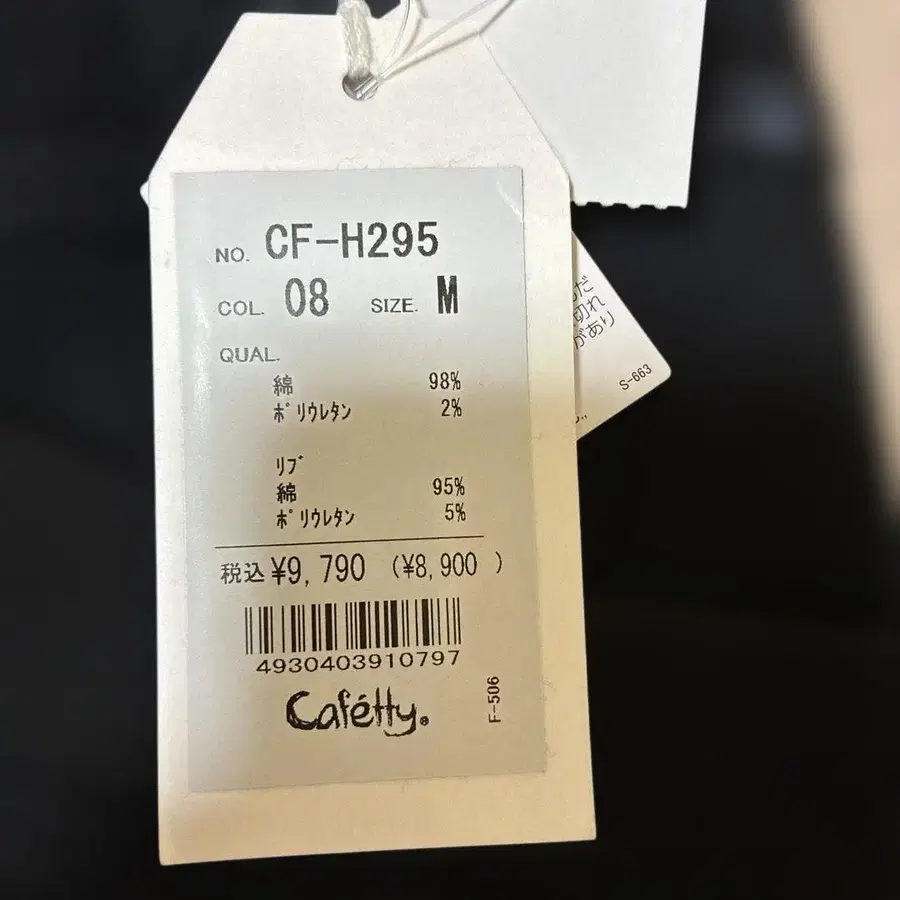 NO. CF-H295
COL. 08 SIZE. M
QUAL.
綿 98%
ﾎﾟﾘｳﾚﾀﾝ 2%
ﾘﾌﾞ
綿 95%
ﾎﾟﾘｳﾚﾀﾝ 5%
税込 ¥9,790 (¥8,900 )
4930403910797
Cafétty®
F-506
だ
切れ
があり
S-663